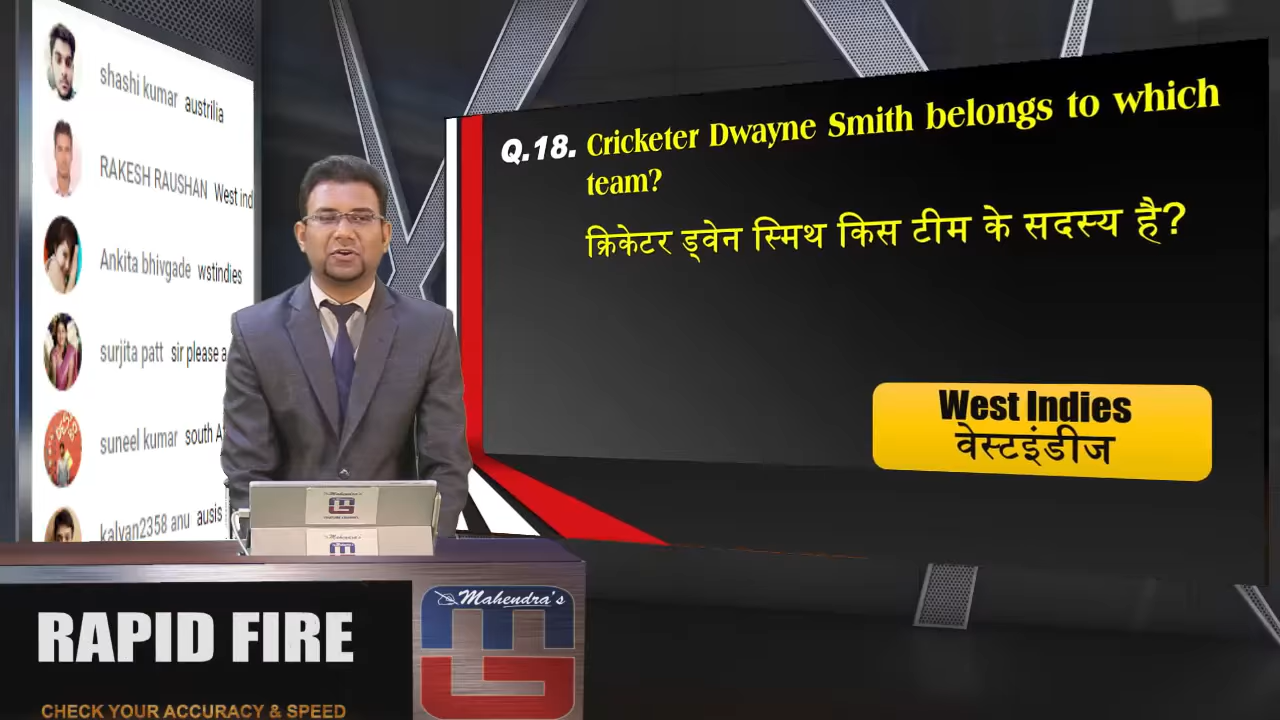 shashi kumar austrilia
RAKESH RAUSHAN West ind
Ankita bhivgade wstindies
surjita patt sir please a
suneel kumar south A
kalyan2358 anu ausis
Q.18. Cricketer Dwayne Smith belongs to which
team?
क्रिकेटर ड्वेन स्मिथ किस टीम के सदस्य है?
West Indies
वेस्टइंडीज
Mahendra's
Mahendra's
RAPID FIRE
CHECK YOUR ACCURACY & SPEED
Mahendra's